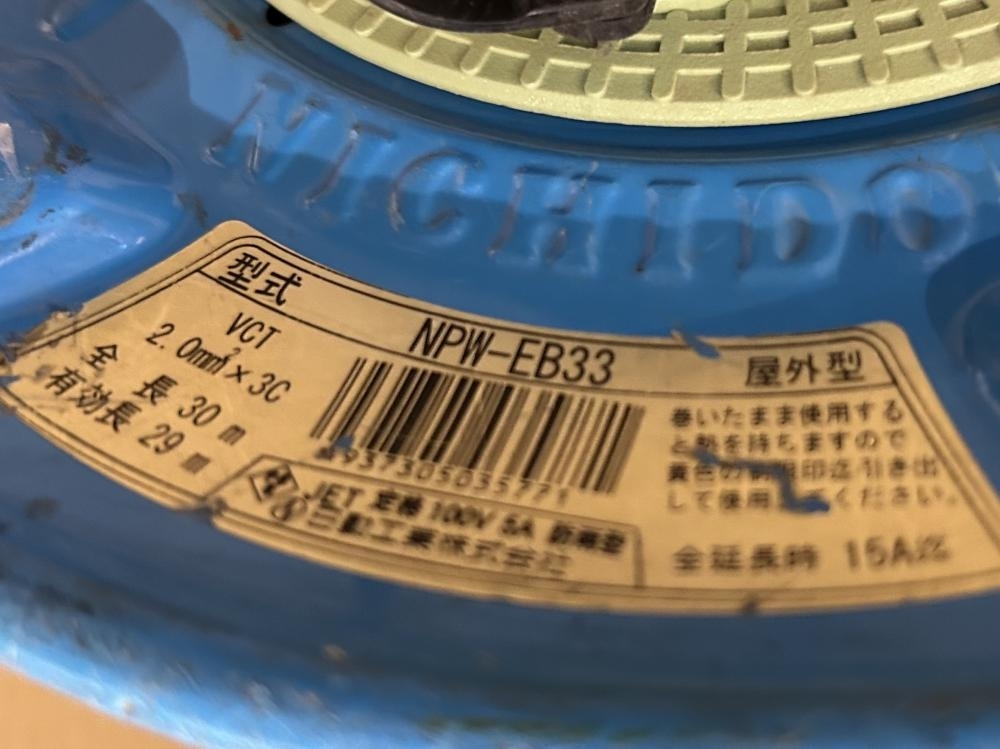 NICHIDO
型式
NPW-EB33
屋外型
VCT
2.0mm²×3C
全長 30m
有効長 29m
4937305035771
巻いたまま使用する
と熱を持ちますので
黄色の制限印迄引き出
して使用 ください。
全延長時 15A迄
JET 定格 100V 5A 防雨型
日動工業株式会社